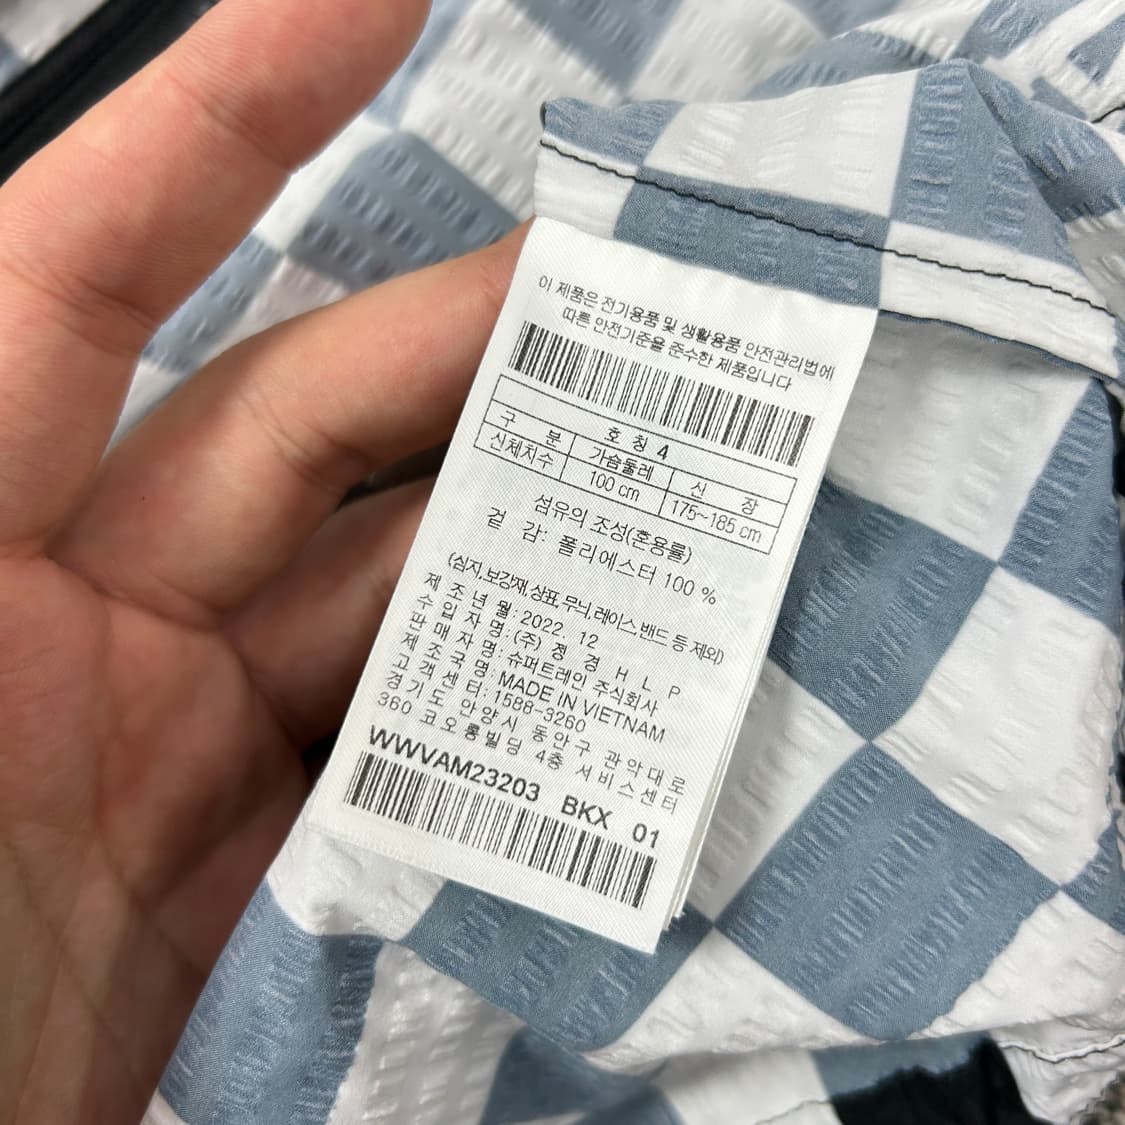 이 제품은 전기용품 및 생활용품 안전관리법에
따른 안전기준을 준수한 제품입니다
구 분 호 칭 4
신체치수 가슴둘레 신 장
100 cm 175~185 cm
섬유의 조성(혼용률)
겉 감: 폴리에스터 100 %
(심지,보강재,상표,무늬,레이스,밴드 등 제외)
제 조 년 월: 2022. 12
수 입 자 명: (주) 정 경 H L P
판 매 자 명: 슈퍼트레인 주식회사
제 조 국 명: MADE IN VIETNAM
고 객 센 터: 1588-3260
경 기 도 안 양 시 동 안 구 관 악 대 로
360 코 오 롱 빌 딩 4층 서 비 스 센 터
WWVAM23203 BKX 01